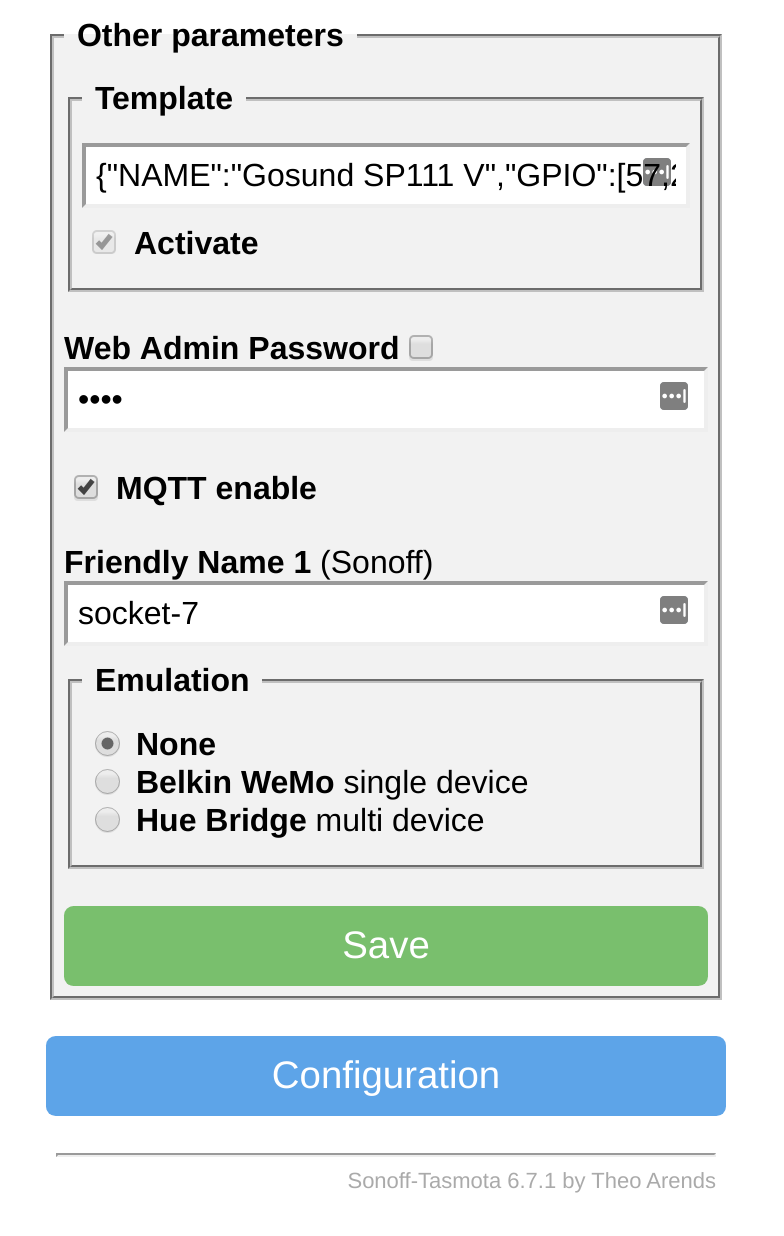 Other parameters
Template
{"NAME":"Gosund SP111 V","GPIO":[57,2
Activate
Web Admin Password
••••
MQTT enable
Friendly Name 1 (Sonoff)
socket-7
Emulation
None
Belkin WeMo single device
Hue Bridge multi device
Save
Configuration
Sonoff-Tasmota 6.7.1 by Theo Arends